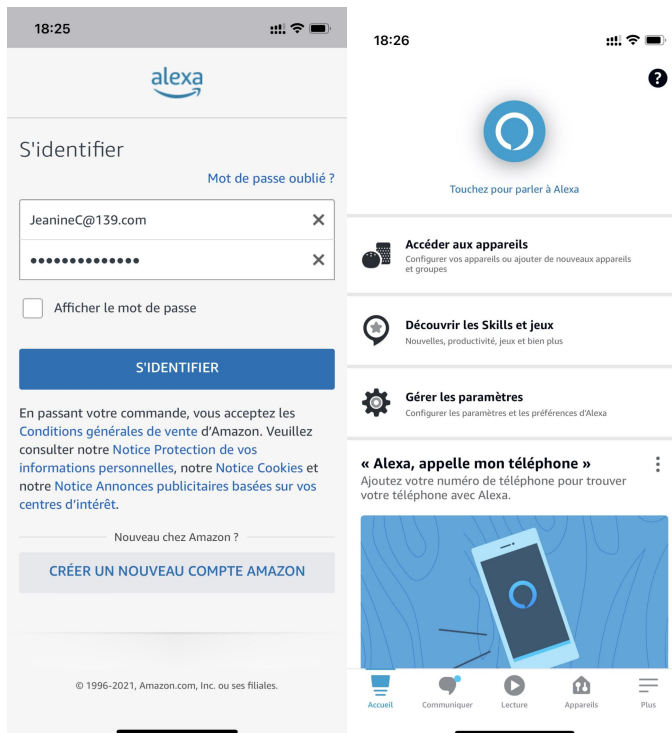 18:25
alexa
S'identifier
Mot de passe oublié ?
JeanineC@139.com
Afficher le mot de passe
S'IDENTIFIER
En passant votre commande, vous acceptez les
Conditions générales de vente d'Amazon. Veuillez
consulter notre Notice Protection de vos
informations personnelles, notre Notice Cookies et
notre Notice Annonces publicitaires basées sur vos
centres d'intérêt.
Nouveau chez Amazon ?
CRÉER UN NOUVEAU COMPTE AMAZON
© 1996-2021, Amazon.com, Inc. ou ses filiales.
18:26
?
Touchez pour parler à Alexa
Accéder aux appareils
Configurer vos appareils ou ajouter de nouveaux appareils
et groupes
Découvrir les Skills et jeux
Nouvelles, productivité, jeux et bien plus
Gérer les paramètres
Configurer les paramètres et les préférences d'Alexa
« Alexa, appelle mon téléphone »
Ajoutez votre numéro de téléphone pour trouver
votre téléphone avec Alexa.
Accueil
Communiquer
Lecture
Appareils
Plus